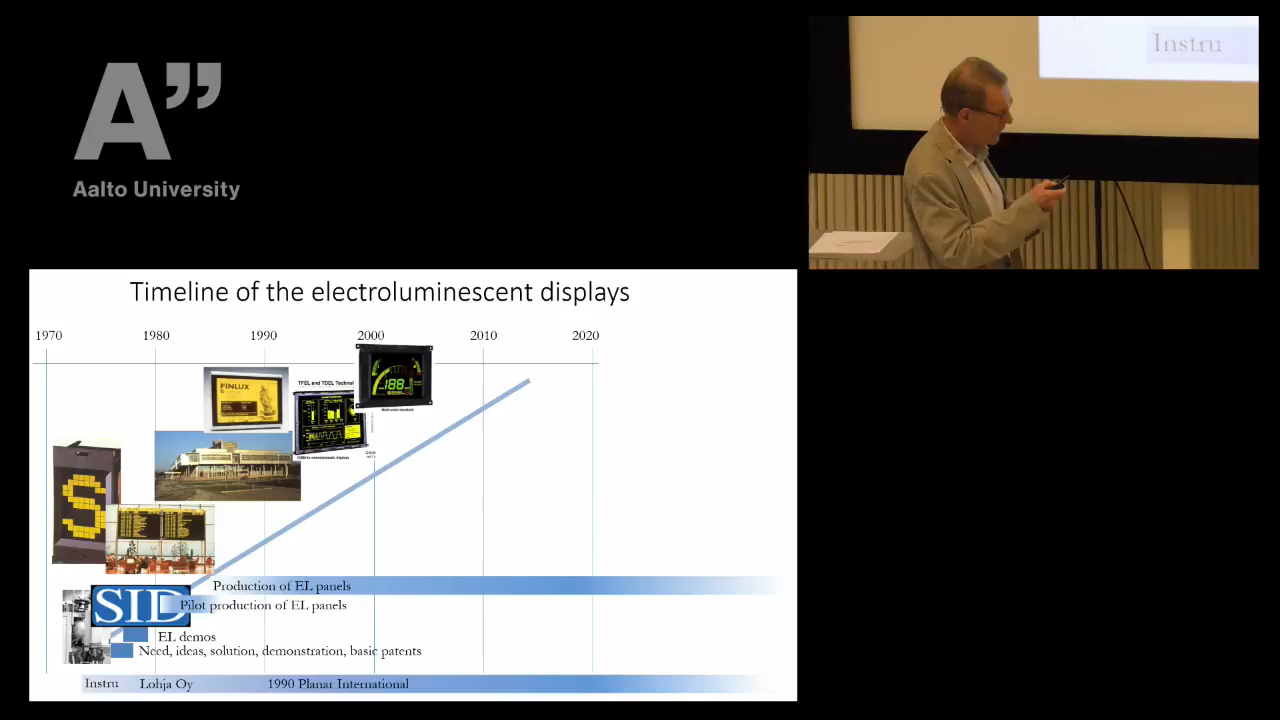 A”
Aalto University
Instru
Timeline of the electroluminescent displays
1970 1980 1990 2000 2010 2020
FINLUX
TFEL and TDEL Technol
188
S
SID
Production of EL panels
Pilot production of EL panels
EL demos
Need, ideas, solution, demonstration, basic patents
Instru Lohja Oy 1990 Planar International